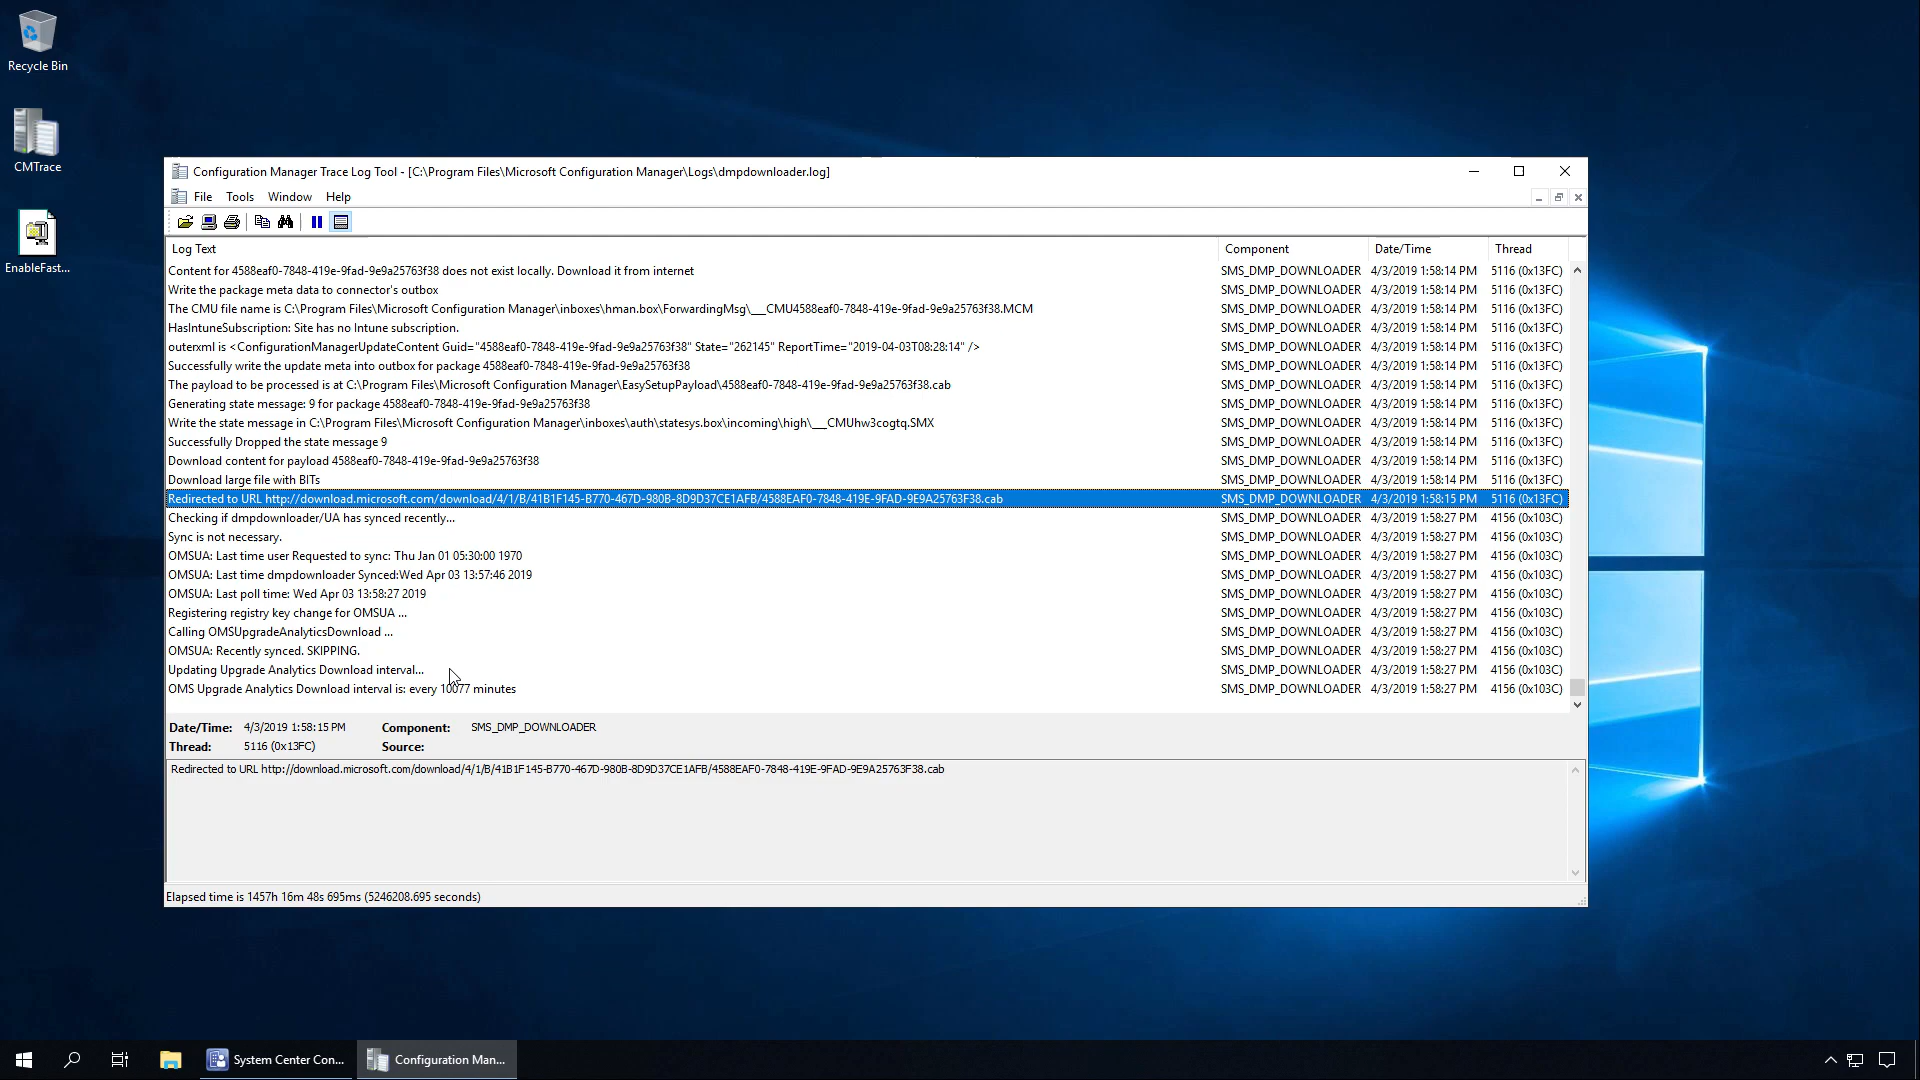 Recycle Bin
CMTrace
EnableFast...
Configuration Manager Trace Log Tool - [C:\Program Files\Microsoft Configuration Manager\Logs\dmpdownloader.log]
File Tools Window Help
Log Text Component Date/Time Thread
Content for 4588eaf0-7848-419e-9fad-9e9a25763f38 does not exist locally. Download it from internet SMS_DMP_DOWNLOADER 4/3/2019 1:58:14 PM 5116 (0x13FC)
Write the package meta data to connector's outbox SMS_DMP_DOWNLOADER 4/3/2019 1:58:14 PM 5116 (0x13FC)
The CMU file name is C:\Program Files\Microsoft Configuration Manager\inboxes\hman.box\ForwardingMsg\___CMU4588eaf0-7848-419e-9fad-9e9a25763f38.MCM SMS_DMP_DOWNLOADER 4/3/2019 1:58:14 PM 5116 (0x13FC)
HasIntuneSubscription: Site has no Intune subscription. SMS_DMP_DOWNLOADER 4/3/2019 1:58:14 PM 5116 (0x13FC)
outerxml is <ConfigurationManagerUpdateContent Guid="4588eaf0-7848-419e-9fad-9e9a25763f38" State="262145" ReportTime="2019-04-03T08:28:14" /> SMS_DMP_DOWNLOADER 4/3/2019 1:58:14 PM 5116 (0x13FC)
Successfully write the update meta into outbox for package 4588eaf0-7848-419e-9fad-9e9a25763f38 SMS_DMP_DOWNLOADER 4/3/2019 1:58:14 PM 5116 (0x13FC)
The payload to be processed is at C:\Program Files\Microsoft Configuration Manager\EasySetupPayload\4588eaf0-7848-419e-9fad-9e9a25763f38.cab SMS_DMP_DOWNLOADER 4/3/2019 1:58:14 PM 5116 (0x13FC)
Generating state message: 9 for package 4588eaf0-7848-419e-9fad-9e9a25763f38 SMS_DMP_DOWNLOADER 4/3/2019 1:58:14 PM 5116 (0x13FC)
Write the state message in C:\Program Files\Microsoft Configuration Manager\inboxes\auth\statesys.box\incoming\high\___CMUhw3cogtq.SMX SMS_DMP_DOWNLOADER 4/3/2019 1:58:14 PM 5116 (0x13FC)
Successfully Dropped the state message 9 SMS_DMP_DOWNLOADER 4/3/2019 1:58:14 PM 5116 (0x13FC)
Download content for payload 4588eaf0-7848-419e-9fad-9e9a25763f38 SMS_DMP_DOWNLOADER 4/3/2019 1:58:14 PM 5116 (0x13FC)
Download large file with BITs SMS_DMP_DOWNLOADER 4/3/2019 1:58:14 PM 5116 (0x13FC)
Redirected to URL http://download.microsoft.com/download/4/1/B/41B1F145-B770-467D-980B-8D9D37CE1AFB/4588EAF0-7848-419E-9FAD-9E9A25763F38.cab SMS_DMP_DOWNLOADER 4/3/2019 1:58:15 PM 5116 (0x13FC)
Checking if dmpdownloader/UA has synced recently... SMS_DMP_DOWNLOADER 4/3/2019 1:58:27 PM 4156 (0x103C)
Sync is not necessary. SMS_DMP_DOWNLOADER 4/3/2019 1:58:27 PM 4156 (0x103C)
OMSUA: Last time user Requested to sync: Thu Jan 01 05:30:00 1970 SMS_DMP_DOWNLOADER 4/3/2019 1:58:27 PM 4156 (0x103C)
OMSUA: Last time dmpdownloader Synced:Wed Apr 03 13:57:46 2019 SMS_DMP_DOWNLOADER 4/3/2019 1:58:27 PM 4156 (0x103C)
OMSUA: Last poll time: Wed Apr 03 13:58:27 2019 SMS_DMP_DOWNLOADER 4/3/2019 1:58:27 PM 4156 (0x103C)
Registering registry key change for OMSUA ... SMS_DMP_DOWNLOADER 4/3/2019 1:58:27 PM 4156 (0x103C)
Calling OMSUpgradeAnalyticsDownload ... SMS_DMP_DOWNLOADER 4/3/2019 1:58:27 PM 4156 (0x103C)
OMSUA: Recently synced. SKIPPING. SMS_DMP_DOWNLOADER 4/3/2019 1:58:27 PM 4156 (0x103C)
Updating Upgrade Analytics Download interval... SMS_DMP_DOWNLOADER 4/3/2019 1:58:27 PM 4156 (0x103C)
OMS Upgrade Analytics Download interval is: every 10077 minutes SMS_DMP_DOWNLOADER 4/3/2019 1:58:27 PM 4156 (0x103C)
Date/Time: 4/3/2019 1:58:15 PM Component: SMS_DMP_DOWNLOADER
Thread: 5116 (0x13FC) Source:
Redirected to URL http://download.microsoft.com/download/4/1/B/41B1F145-B770-467D-980B-8D9D37CE1AFB/4588EAF0-7848-419E-9FAD-9E9A25763F38.cab
Elapsed time is 1457h 16m 48s 695ms (5246208.695 seconds)
System Center Con... Configuration Man...